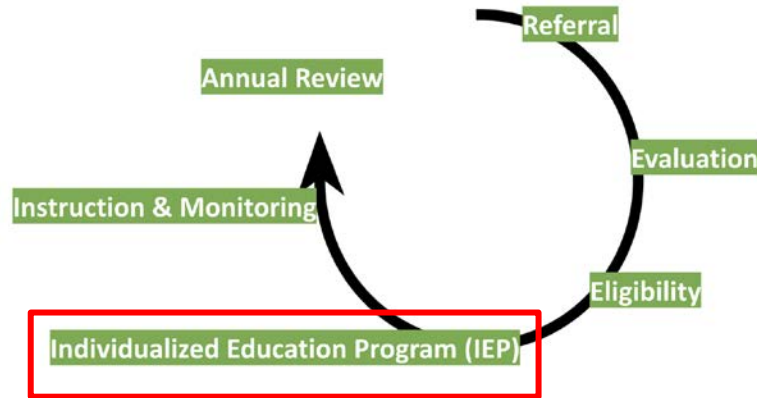 Referral
Annual Review
Evaluation
Instruction & Monitoring
Eligibility
Individualized Education Program (IEP)